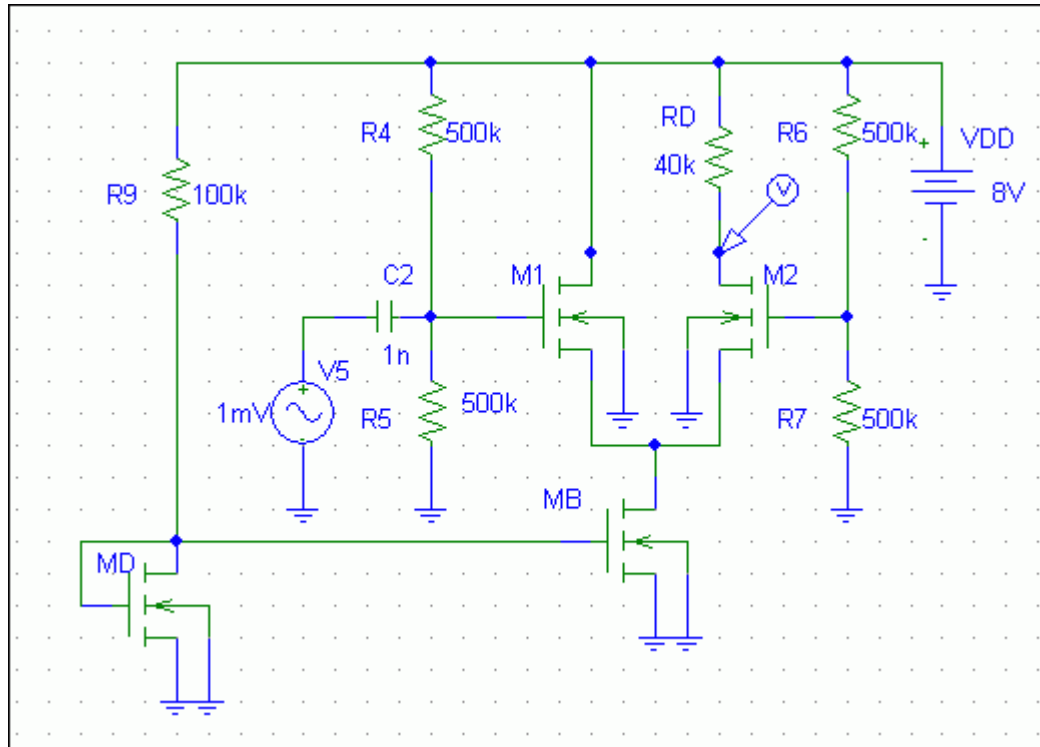 R4
500k
RD
40k
R6
500k
+
VDD
8V
-
R9
100k
C2
1n
M1
V
M2
V5
+
1mV
-
R5
500k
R7
500k
MB
MD